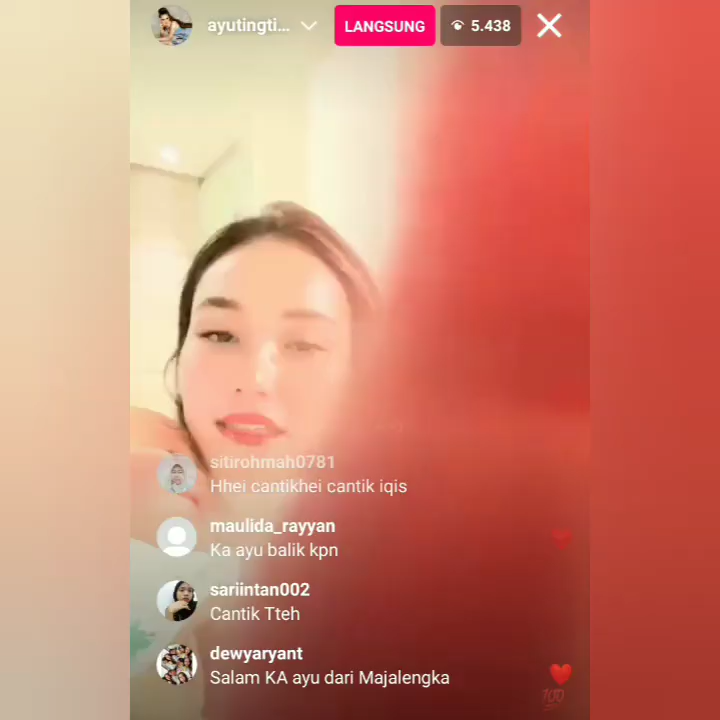 ayutingti...
LANGSUNG
5.438
sitirohmah0781
Hhei cantikhei cantik iqis
maulida_rayyan
Ka ayu balik kpn
sariintan002
Cantik Tteh
dewyaryant
Salam KA ayu dari Majalengka
100